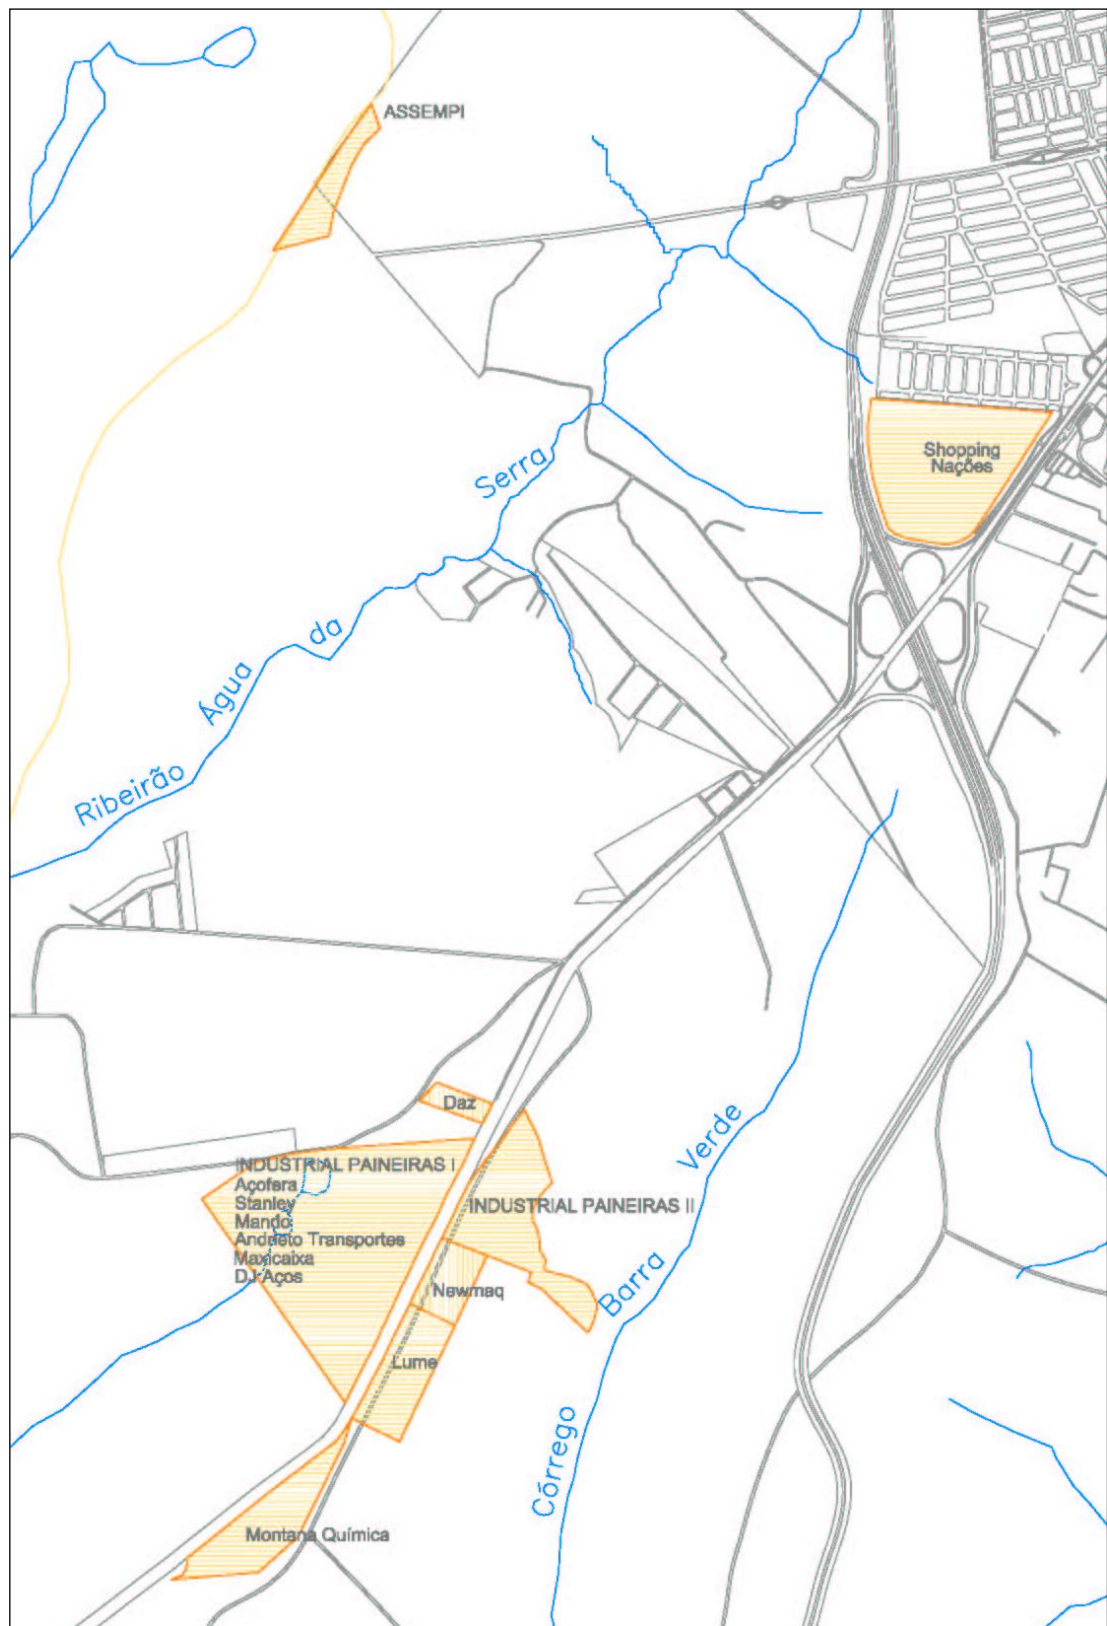 ASSEMPI
Shopping
Nações
Serra
da
Água
Ribeirão
Daz
INDUSTRIAL PAINEIRAS I
Açofera
Stanley
Mando
Andrieto Transportes
Maxicaixa
DJ Aços
INDUSTRIAL PAINEIRAS II
Newmaq
Lume
Verde
Barra
Córrego
Montana Química